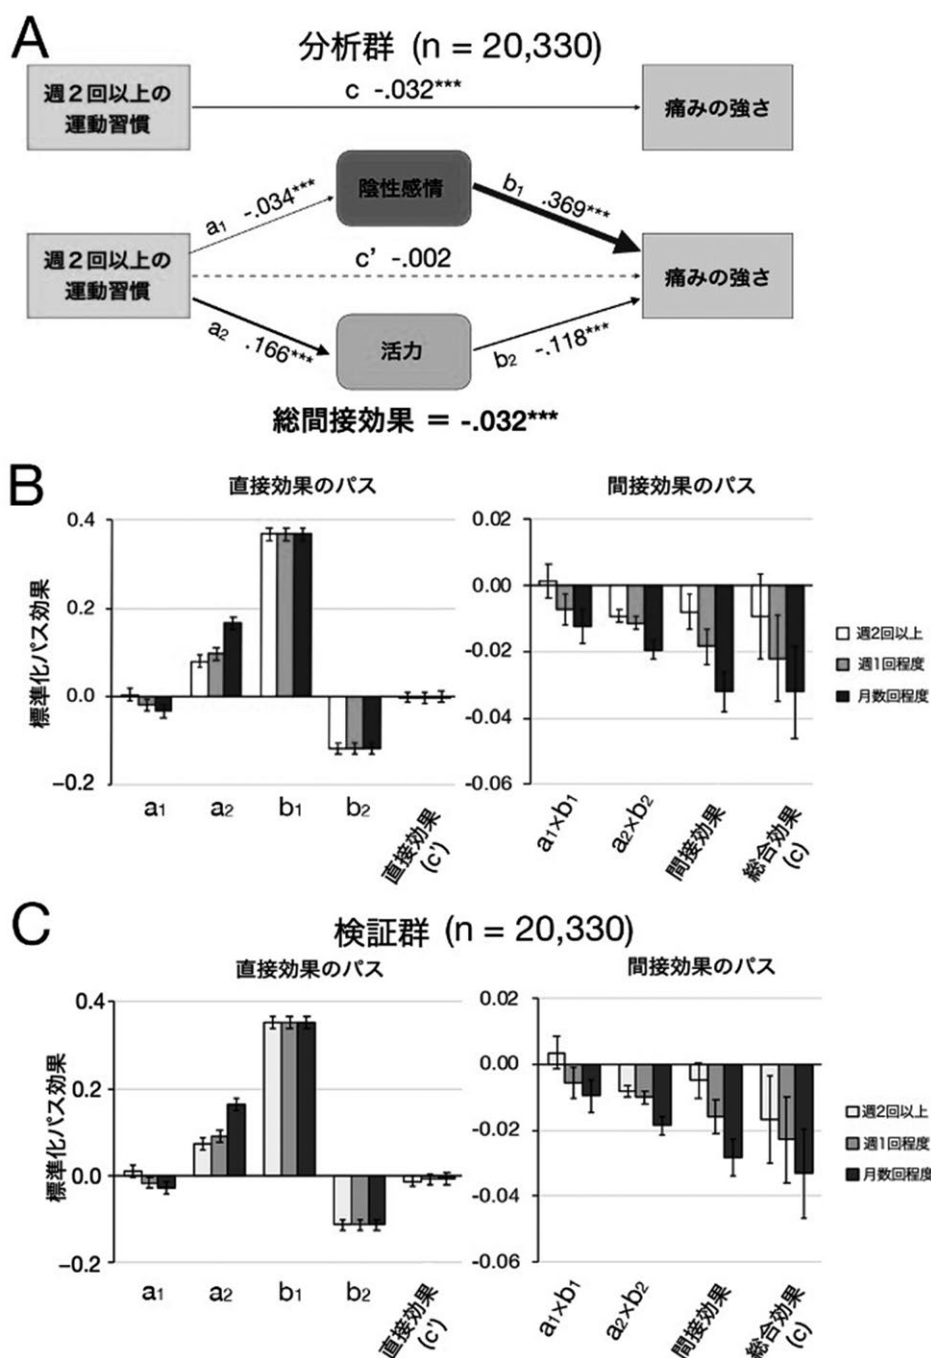 A
分析群 (n = 20,330)
週2回以上の
運動習慣
c -.032***
痛みの強さ
陰性感情
a₁ -.034***
b₁ .369***
週2回以上の
運動習慣
c’ -.002
痛みの強さ
a₂ .166***
活力
b₂ -.118***
総間接効果 = -.032***
B
直接効果のパス
間接効果のパス
標準化パス効果
0.4
0.2
0.0
−0.2
a₁
a₂
b₁
b₂
直接効果
(c’)
0.02
0.00
-0.02
-0.04
-0.06
a₁×b₁
a₂×b₂
間接効果
総合効果
(c)
週2回以上
週1回程度
月数回程度
C
検証群 (n = 20,330)
直接効果のパス
間接効果のパス
標準化パス効果
0.4
0.2
0.0
−0.2
a₁
a₂
b₁
b₂
直接効果
(c’)
0.02
0.00
-0.02
-0.04
-0.06
a₁×b₁
a₂×b₂
間接効果
総合効果
(c)
週2回以上
週1回程度
月数回程度